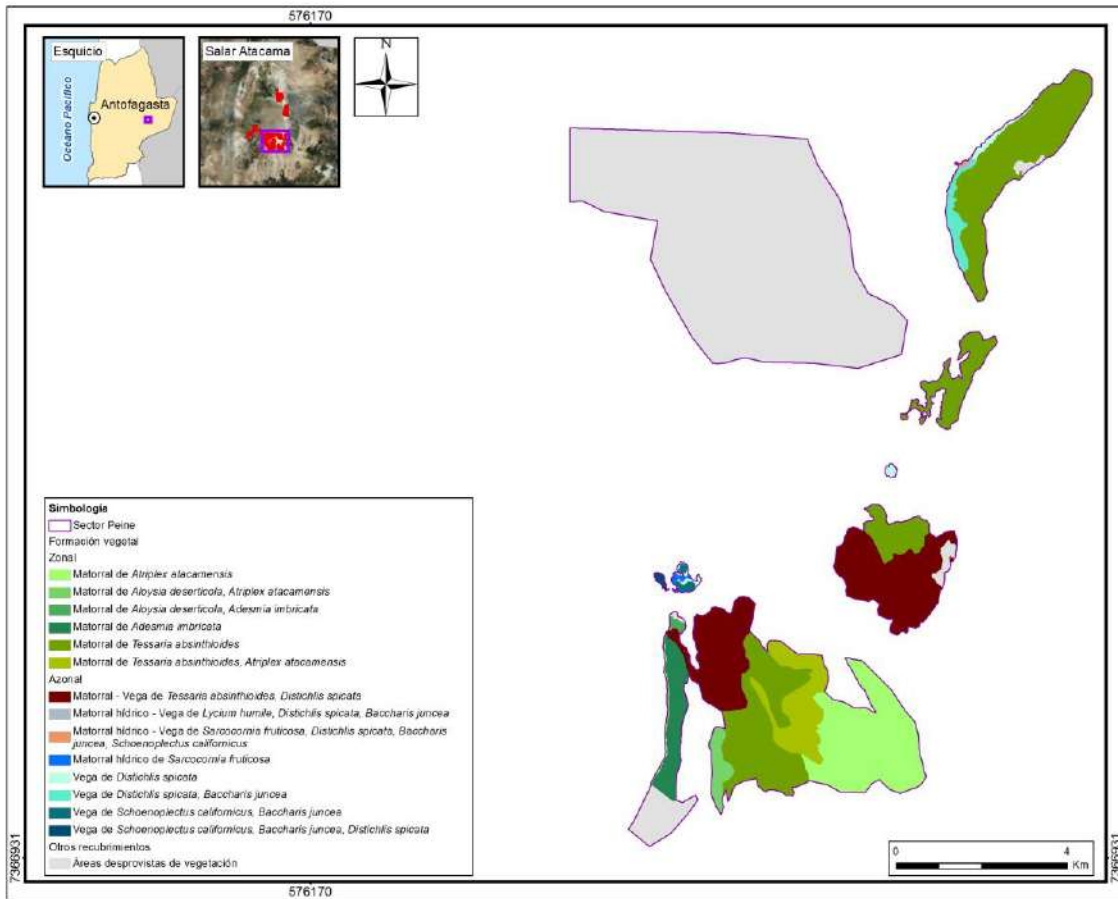 576170
Esquicio
Antofagasta
Océano Pacífico
Salar Atacama
N
Simbología
Sector Peine
Formación vegetal
Zonal
Matorral de Atriplex atacamensis
Matorral de Aloysia deserticola, Atriplex atacamensis
Matorral de Aloysia deserticola, Adesmia imbricata
Matorral de Adesmia imbricata
Matorral de Tessaria absinthioides
Matorral de Tessaria absinthioides, Atriplex atacamensis
Azonal
Matorral - Vega de Tessaria absinthioides, Distichlis spicata
Matorral hídrico - Vega de Lycium humile, Distichlis spicata, Baccharis juncea
Matorral hídrico - Vega de Sarcocornia fruticosa, Distichlis spicata, Baccharis
juncea, Schoenoplectus californicus
Matorral hídrico de Sarcocornia fruticosa
Vega de Distichlis spicata
Vega de Distichlis spicata, Baccharis juncea
Vega de Schoenoplectus californicus, Baccharis juncea
Vega de Schoenoplectus californicus, Baccharis juncea, Distichlis spicata
Otros recubrimientos
Áreas desprovistas de vegetación
0 4
Km
7366931
7366931
576170